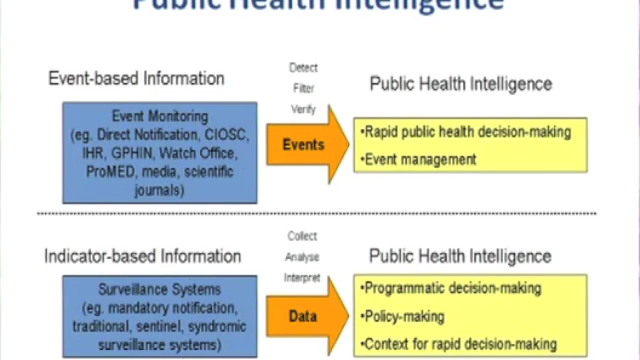 Public Health Intelligence
Event-based Information
Detect
Filter
Verify
Public Health Intelligence
Event Monitoring
(eg. Direct Notification, CIOSC,
IHR, GPHIN, Watch Office,
ProMED, media, scientific
journals)
Events
•Rapid public health decision-making
•Event management
Indicator-based Information
Collect
Analyse
Interpret
Public Health Intelligence
Surveillance Systems
(eg. mandatory notification,
traditional, sentinel, syndromic
surveillance systems)
Data
•Programmatic decision-making
•Policy-making
•Context for rapid decision-making